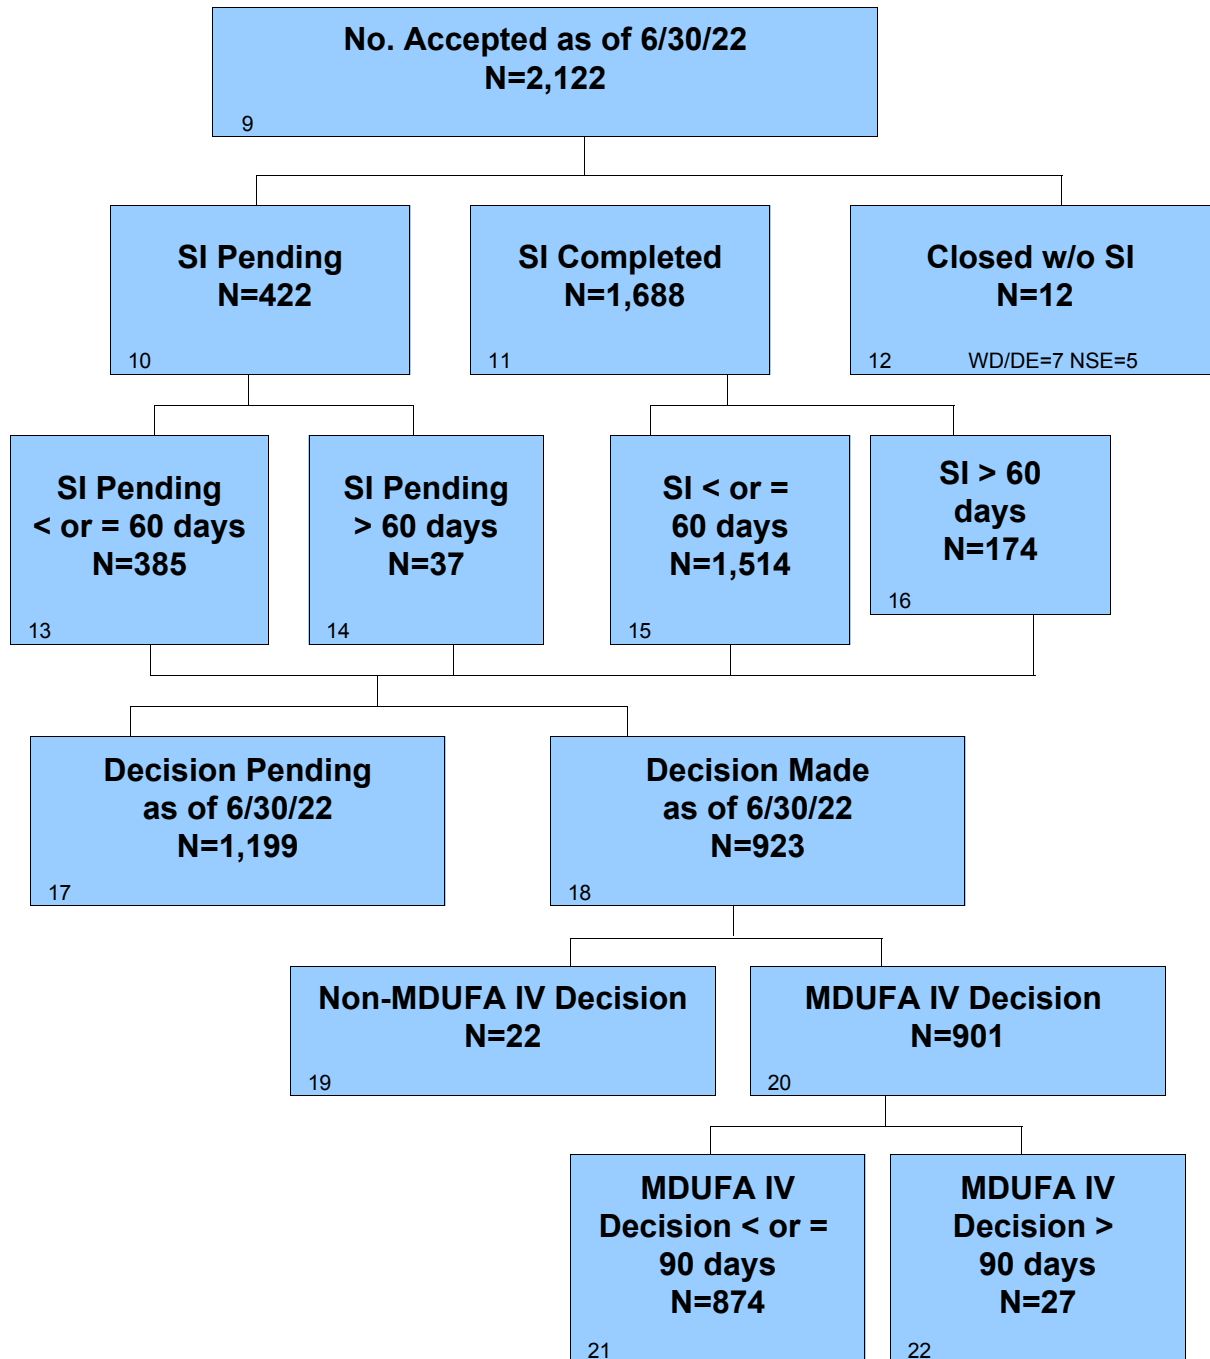 No. Accepted as of 6/30/22
N=2,122
9
SI Pending
N=422
10
SI Completed
N=1,688
11
Closed w/o SI
N=12
12 WD/DE=7 NSE=5
SI Pending
< or = 60 days
N=385
13
SI Pending
> 60 days
N=37
14
SI < or =
60 days
N=1,514
15
SI > 60
days
N=174
16
Decision Pending
as of 6/30/22
N=1,199
17
Decision Made
as of 6/30/22
N=923
18
Non-MDUFA IV Decision
N=22
19
MDUFA IV Decision
N=901
20
MDUFA IV
Decision < or =
90 days
N=874
21
MDUFA IV
Decision >
90 days
N=27
22